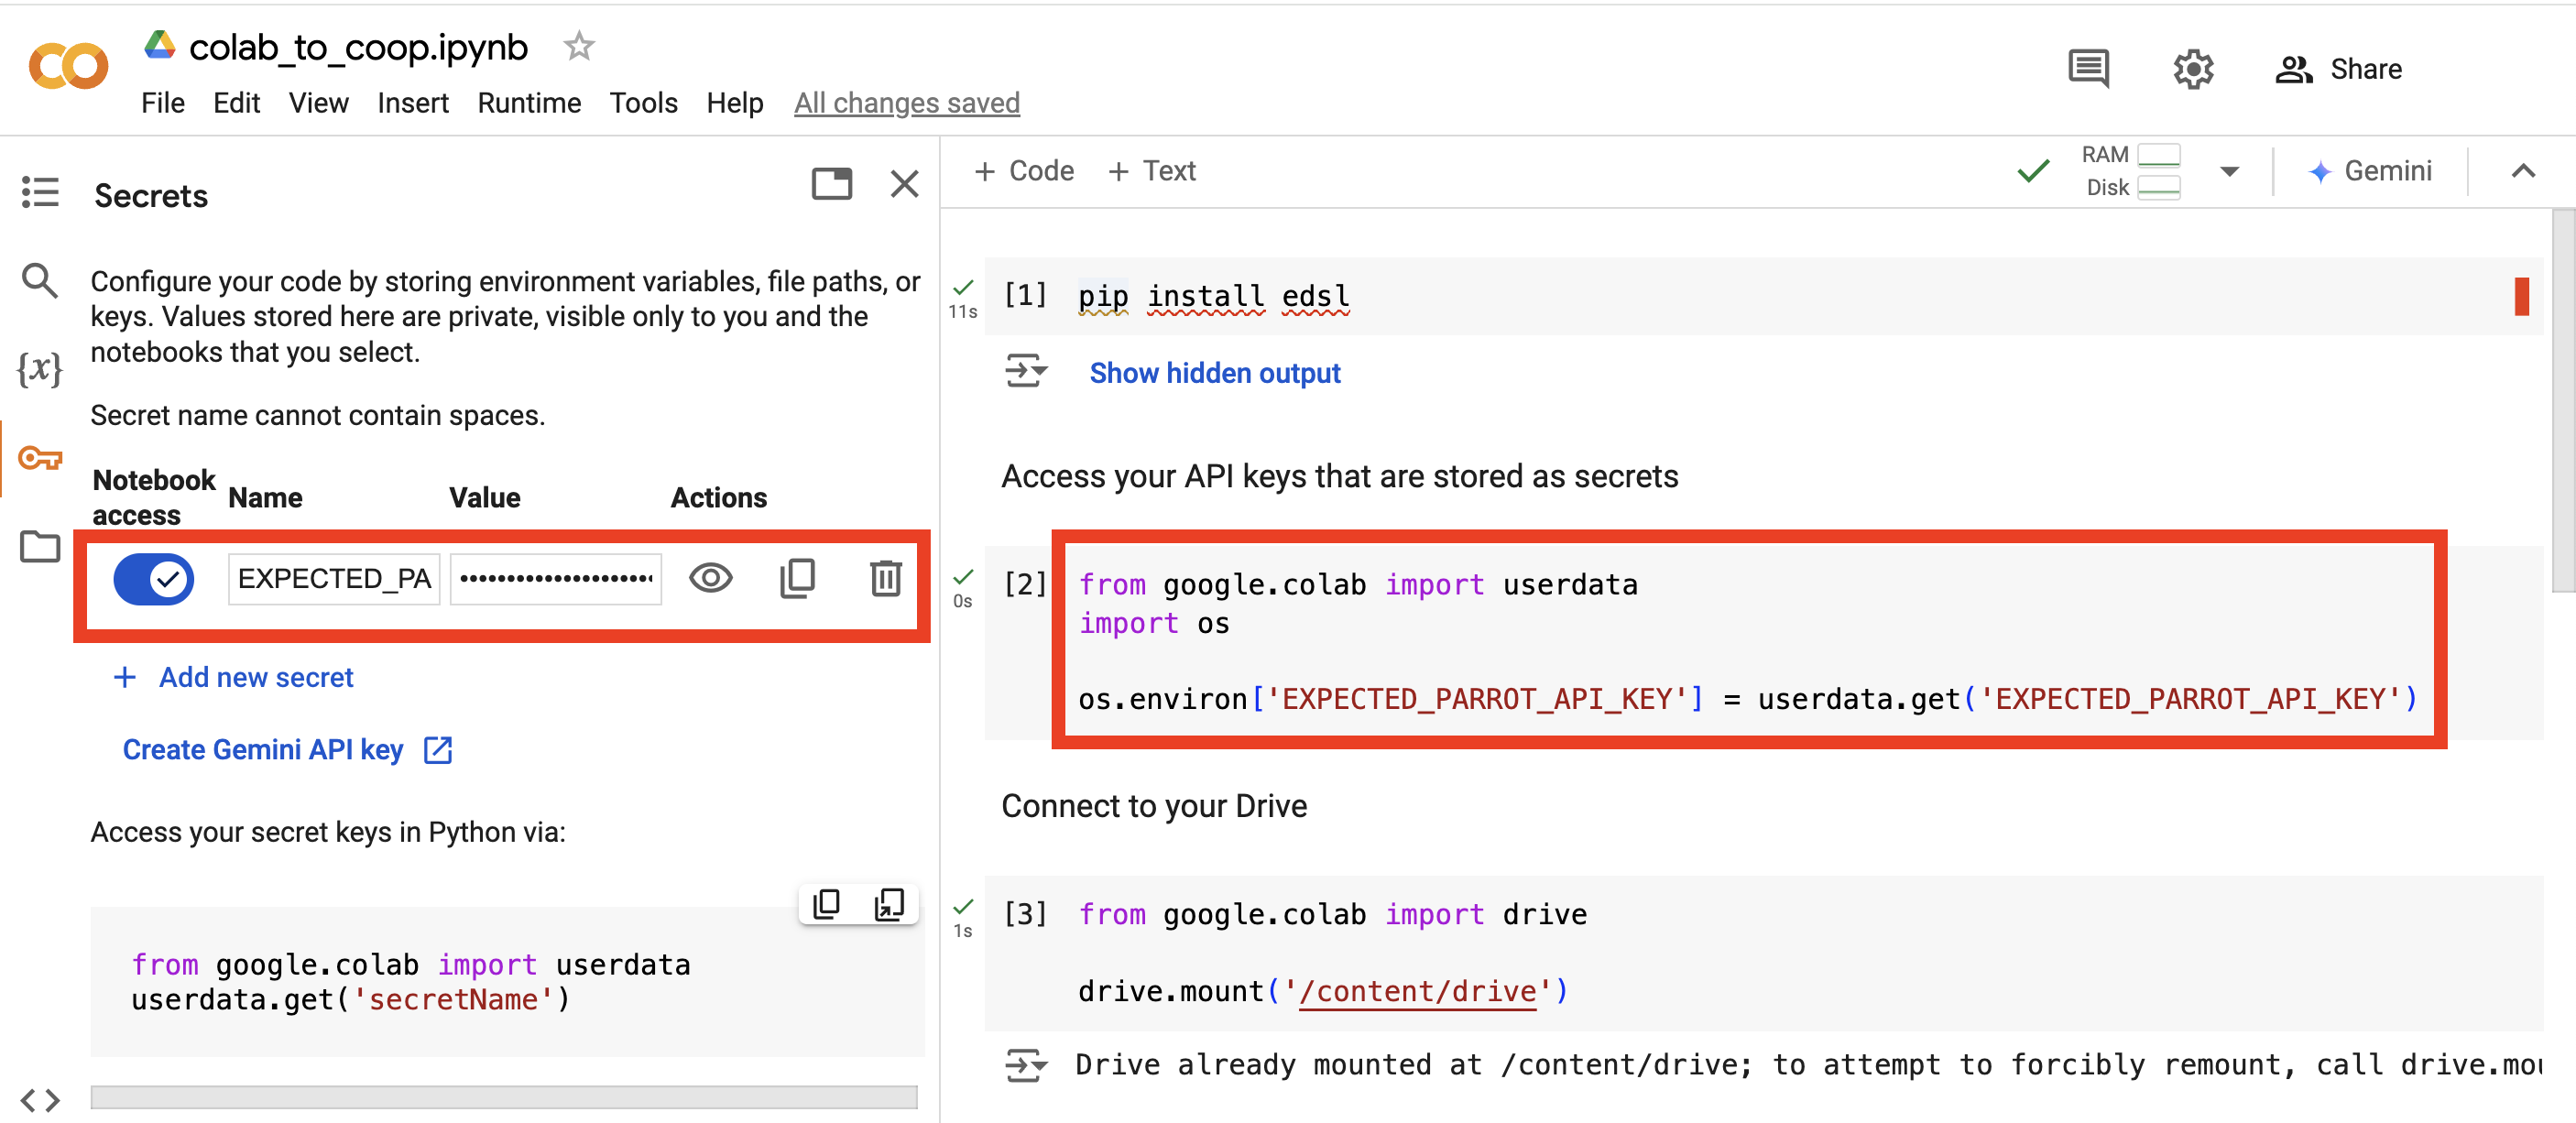 colab_to_coop.ipynb
File Edit View Insert Runtime Tools Help All changes saved
Share
Secrets
Configure your code by storing environment variables, file paths, or
keys. Values stored here are private, visible only to you and the
notebooks that you select.
Secret name cannot contain spaces.
Notebook
access
Name Value Actions
EXPECTED_PA ••••••••••••••••••••
+ Add new secret
Create Gemini API key
Access your secret keys in Python via:
from google.colab import userdata
userdata.get('secretName')
+ Code + Text
RAM
Disk
Gemini
[1] pip install edsl
11s
Show hidden output
Access your API keys that are stored as secrets
[2] from google.colab import userdata
0s
import os
os.environ['EXPECTED_PARROT_API_KEY'] = userdata.get('EXPECTED_PARROT_API_KEY')
Connect to your Drive
[3] from google.colab import drive
1s
drive.mount('/content/drive')
Drive already mounted at /content/drive; to attempt to forcibly remount, call drive.mou